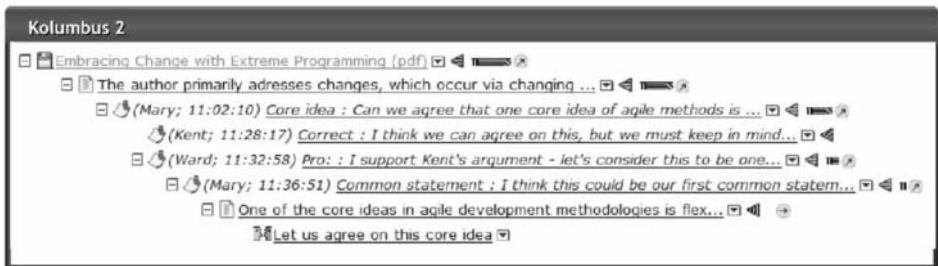 Kolumbus 2
Embracing Change with Extreme Programming (pdf)
The author primarily adresses changes, which occur via changing ...
(Mary; 11:02:10) Core idea : Can we agree that one core idea of agile methods is ...
(Kent; 11:28:17) Correct : I think we can agree on this, but we must keep in mind...
(Ward; 11:32:58) Pro: : I support Kent's argument - let's consider this to be one...
(Mary; 11:36:51) Common statement : I think this could be our first common statem...
One of the core ideas in agile development methodologies is flex...
Let us agree on this core idea